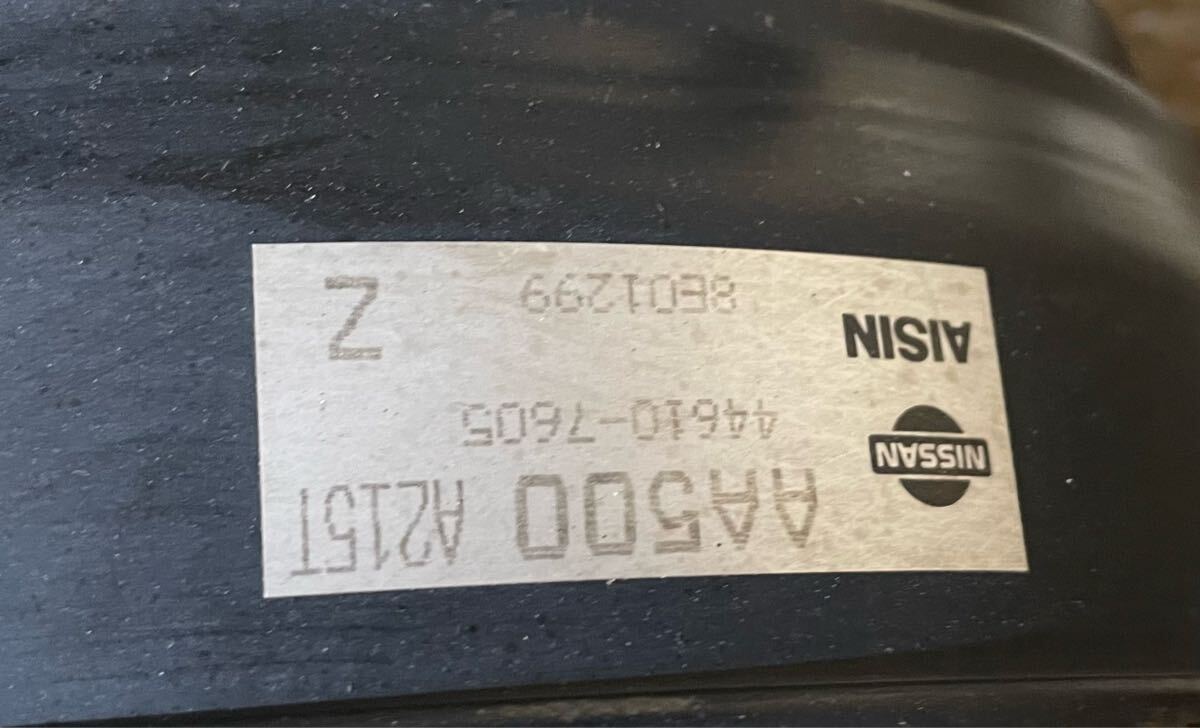 NISSAN
AA500 A215T
44610-7605
AISIN
8E01299
Z